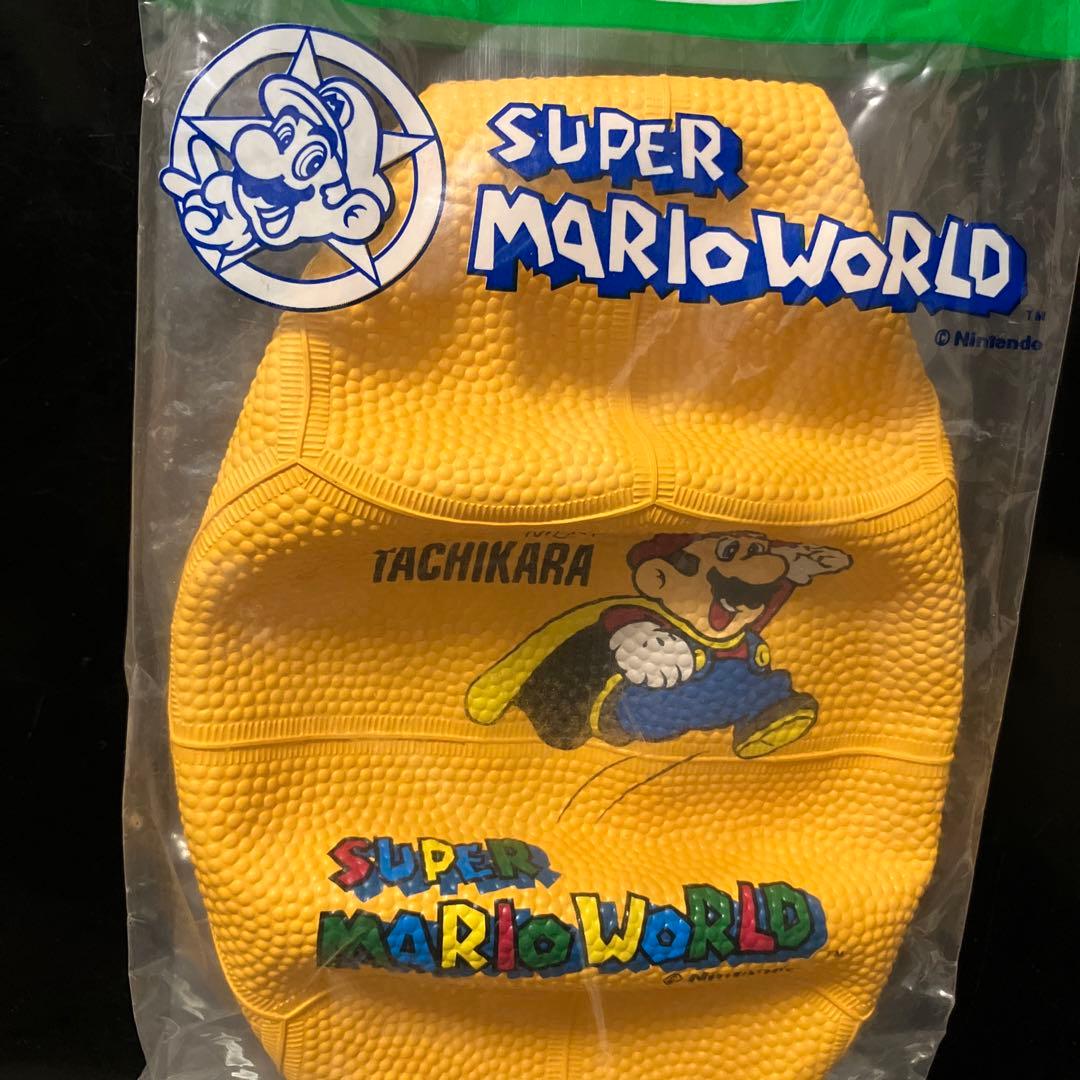 SUPER
MARIO WORLD
TM
© Nintendo
TACHIKARA
SUPER
MARIO WORLD